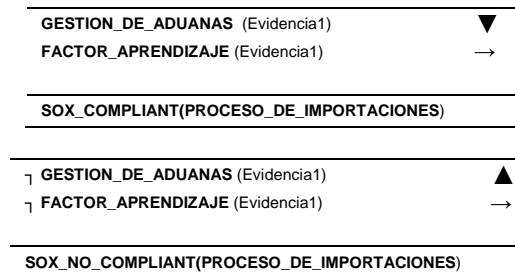 GESTION_DE_ADUANAS (Evidencia1) ▼
FACTOR_APRENDIZAJE (Evidencia1) →
SOX_COMPLIANT(PROCESO_DE_IMPORTACIONES)
┐ GESTION_DE_ADUANAS (Evidencia1) ▲
┐ FACTOR_APRENDIZAJE (Evidencia1) →
SOX_NO_COMPLIANT(PROCESO_DE_IMPORTACIONES)